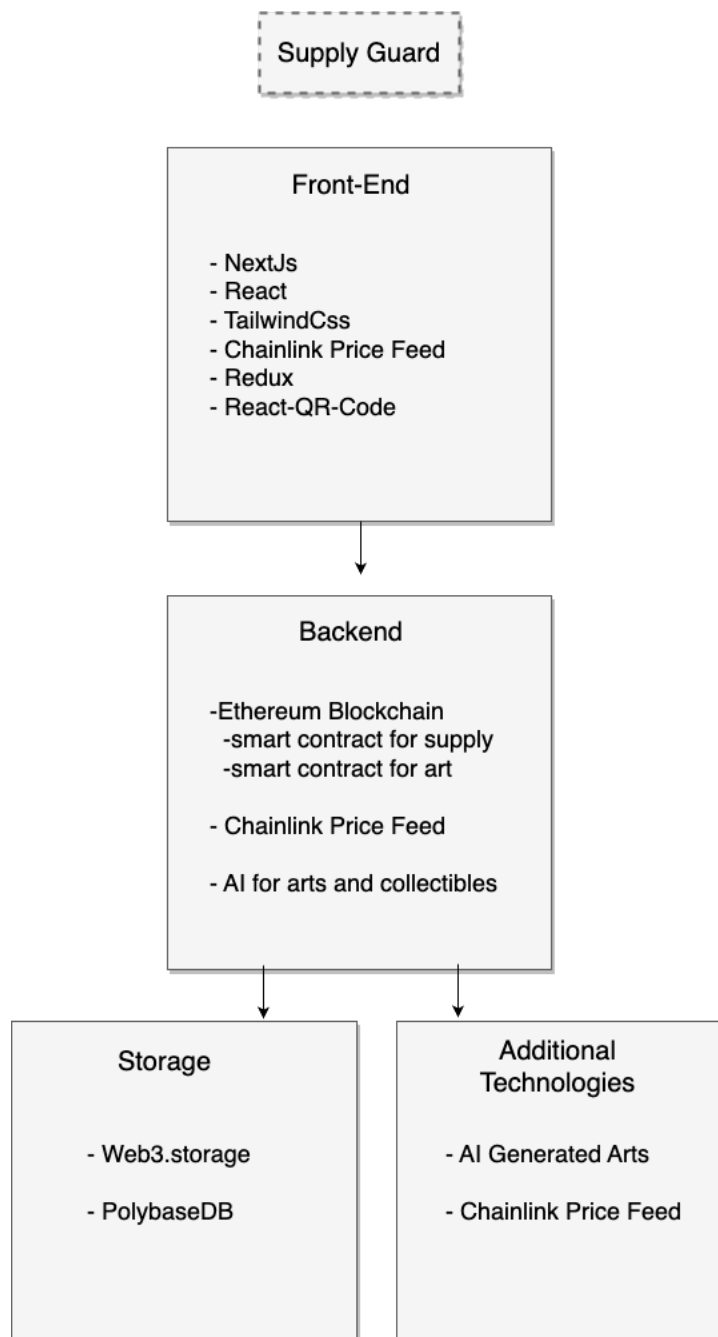 Supply Guard
Front-End
- NextJs
- React
- TailwindCss
- Chainlink Price Feed
- Redux
- React-QR-Code
Backend
-Ethereum Blockchain
-smart contract for supply
-smart contract for art
- Chainlink Price Feed
- AI for arts and collectibles
Storage
- Web3.storage
- PolybaseDB
Additional
Technologies
- AI Generated Arts
- Chainlink Price Feed